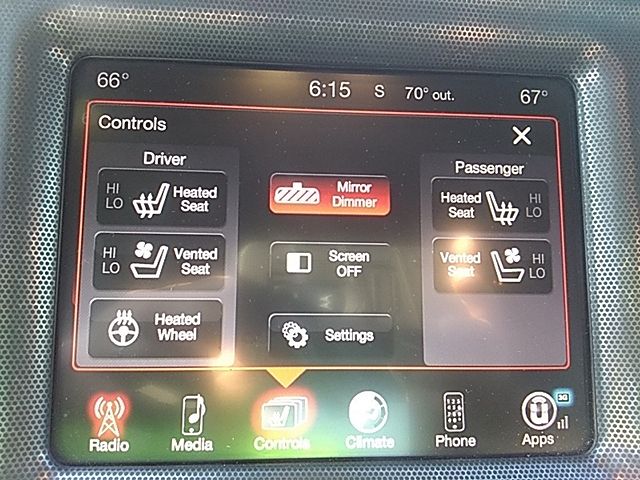 66°
6:15 S 70° out.
67°
Controls
Driver
HI
LO
Heated
Seat
HI
LO
Vented
Seat
Heated
Wheel
Mirror
Dimmer
Screen
OFF
Settings
Passenger
Heated
Seat
HI
LO
Vented
Seat
HI
LO
Radio
Media
Controls
Climate
Phone
3G
Apps